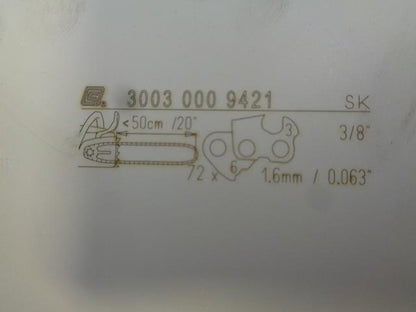 3003 000 9421 SK
<50cm /20" 3 3/8"
72 x 6 1.6mm / 0.063"